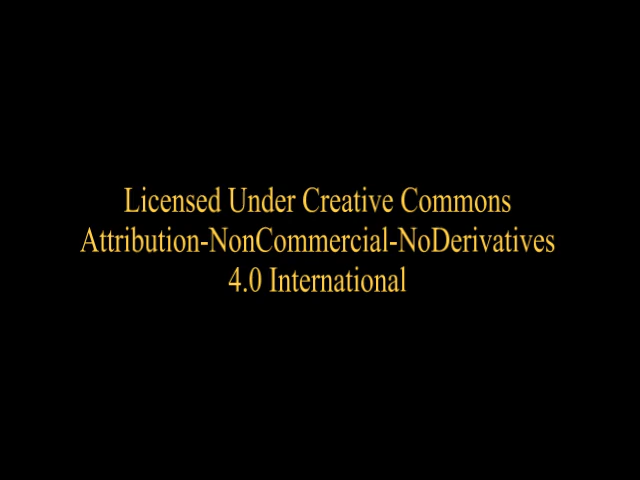 Licensed Under Creative Commons
Attribution-NonCommercial-NoDerivatives
4.0 International